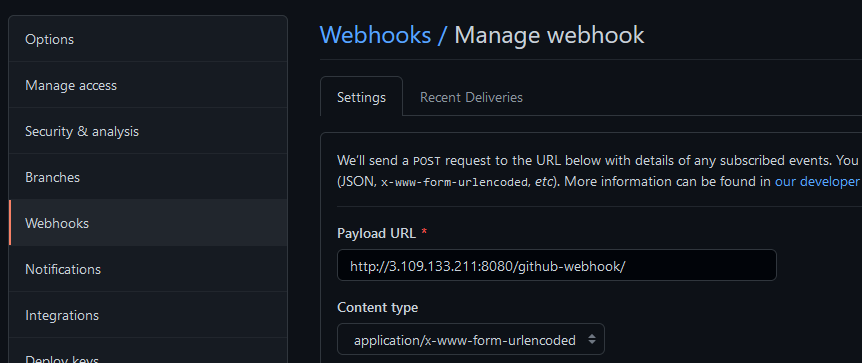 Options
Manage access
Security & analysis
Branches
Webhooks
Notifications
Integrations
Deploy keys
Webhooks / Manage webhook
Settings
Recent Deliveries
We'll send a POST request to the URL below with details of any subscribed events. You
(JSON, x-www-form-urlencoded, etc). More information can be found in our developer
Payload URL *
http://3.109.133.211:8080/github-webhook/
Content type
application/x-www-form-urlencoded